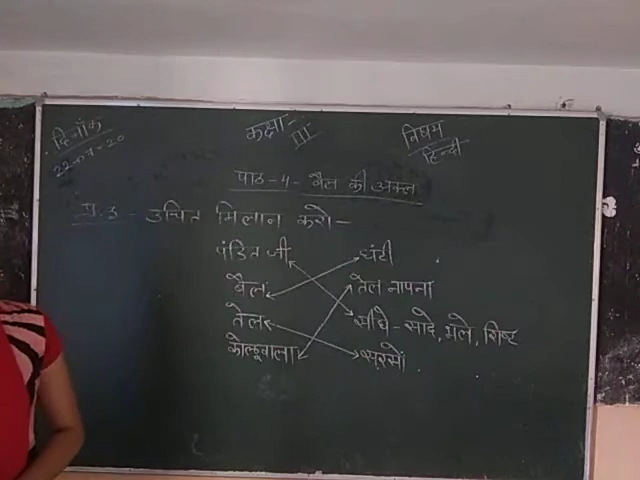 दिनाँक कक्षा III विषय
22-07-20 हिन्दी
पाठ-4- बैल की अक्ल
प्र.3- उचित मिलान करो-
पंडित जी घंटी
बैल तेल नापना
तेल सीधे-सादे, भले, शिष्ट
कोल्हूवाला सरसों